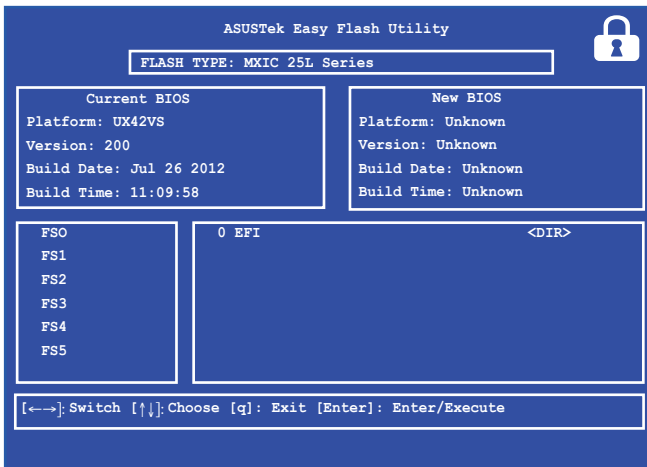 ASUSTek Easy Flash Utility
FLASH TYPE: MXIC 25L Series
Current BIOS
Platform: UX42VS
Version: 200
Build Date: Jul 26 2012
Build Time: 11:09:58
New BIOS
Platform: Unknown
Version: Unknown
Build Date: Unknown
Build Time: Unknown
FSO
FS1
FS2
FS3
FS4
FS5
0 EFI <DIR>
[←→]: Switch [↑↓]: Choose [q]: Exit [Enter]: Enter/Execute